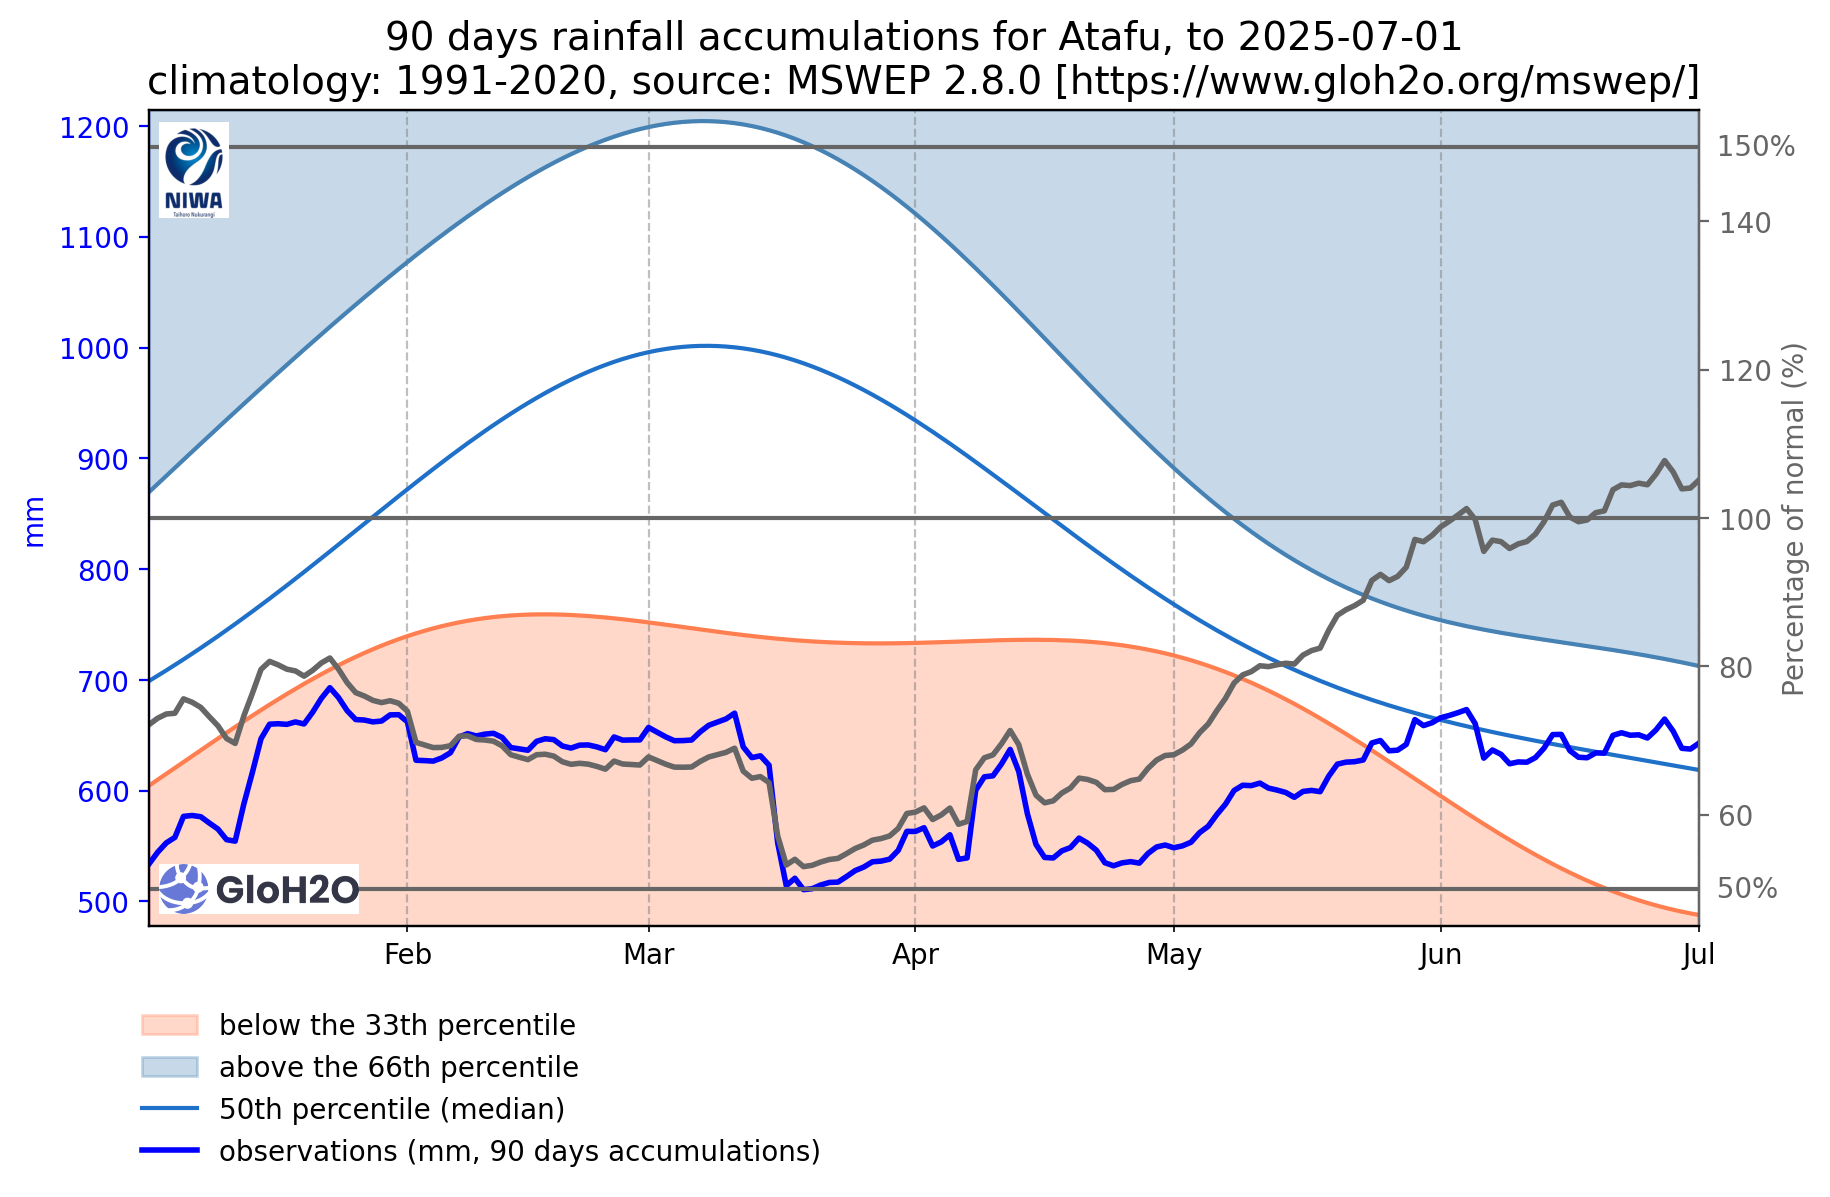 90 days rainfall accumulations for Atafu, to 2025-07-01
climatology: 1991-2020, source: MSWEP 2.8.0 [https://www.gloh2o.org/mswep/]
1200
1100
1000
900
800
700
600
500
mm
NIWA
Taihoro Nukurangi
GloH2O
150%
140
120
100
80
60
50%
Percentage of normal (%)
Feb
Mar
Apr
May
Jun
Jul
below the 33th percentile
above the 66th percentile
50th percentile (median)
observations (mm, 90 days accumulations)